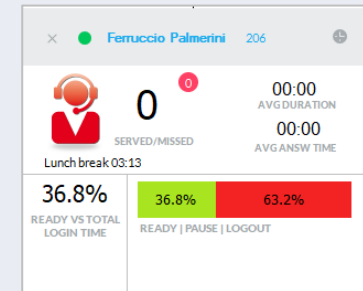 × Ferruccio Palmerini 206
0 0 00:00
AVG DURATION
00:00
SERVED/MISSED AVG ANSW TIME
Lunch break 03:13
36.8% 36.8% 63.2%
READY VS TOTAL READY | PAUSE | LOGOUT
LOGIN TIME